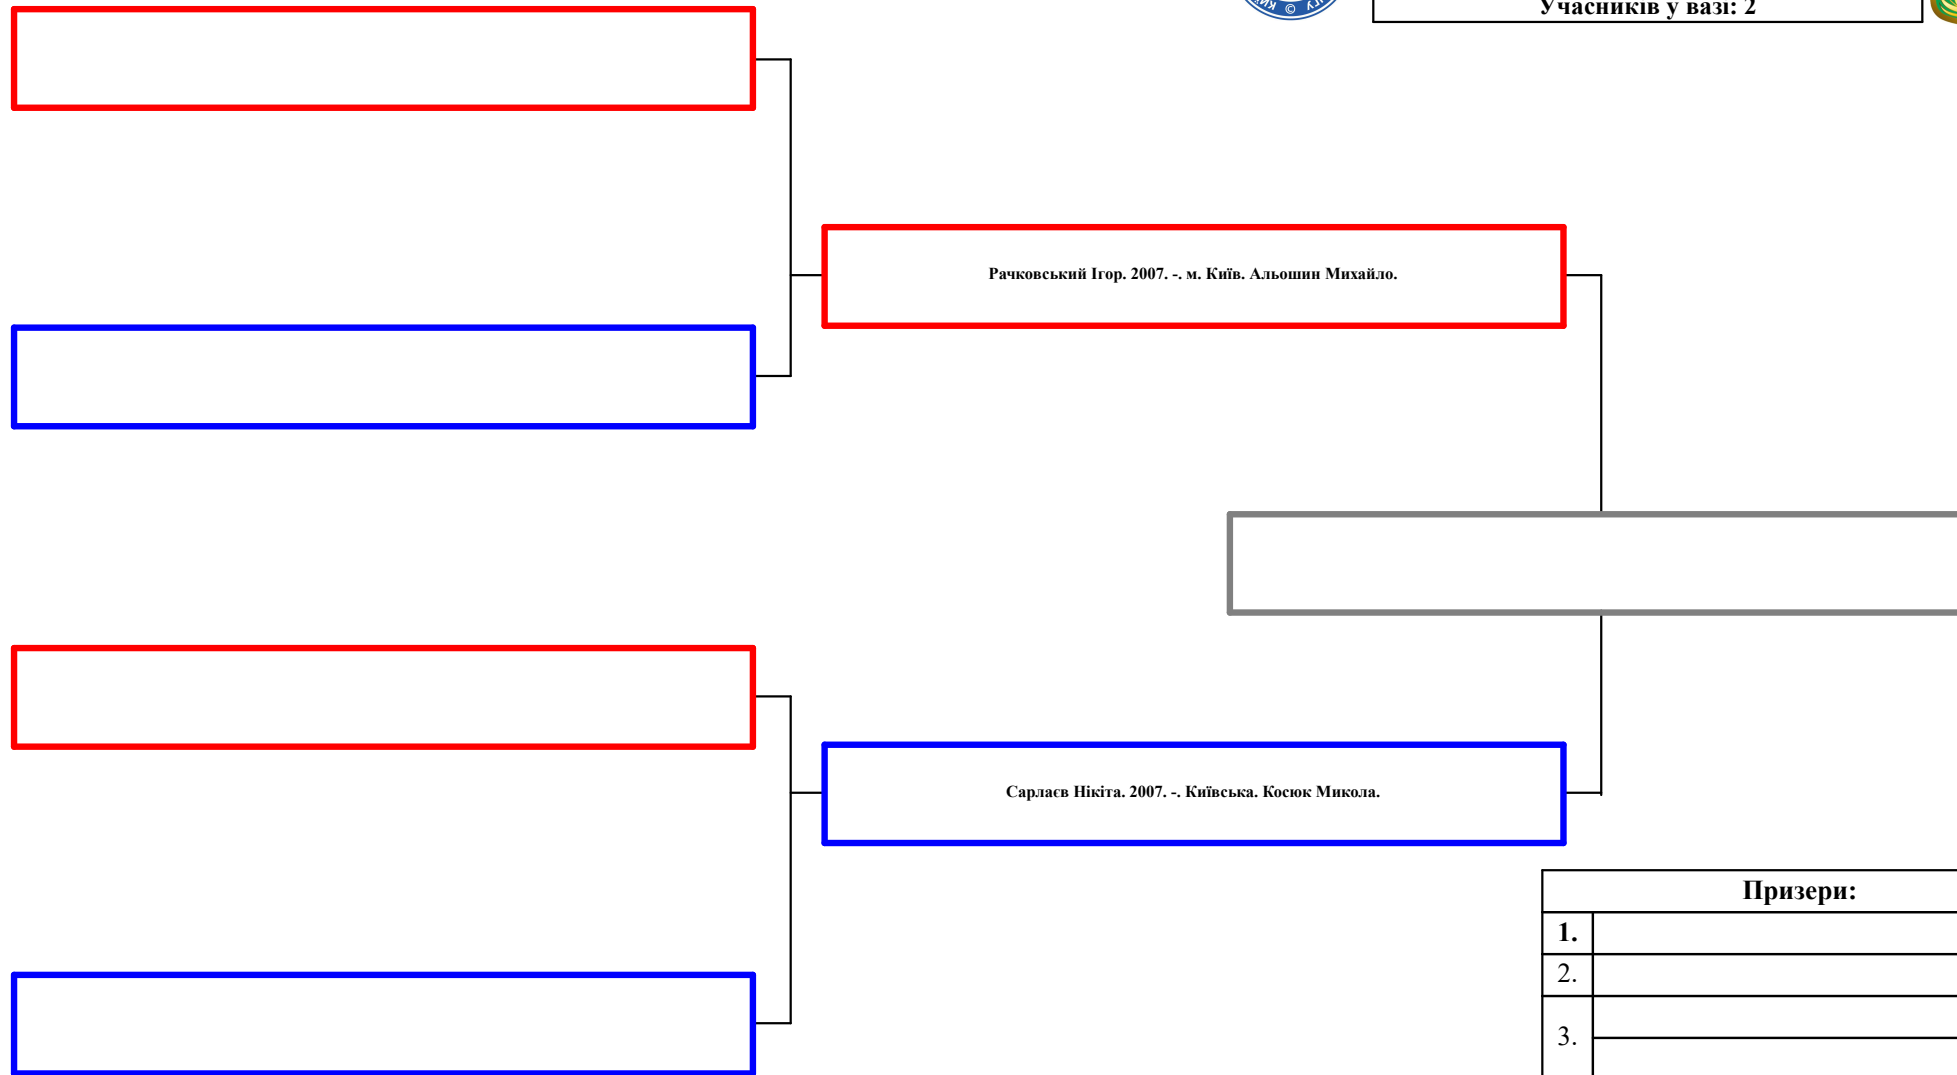 Учасників у вазі: 2
Рачковський Ігор. 2007. -. м. Київ. Альошин Михайло.
Сарлаєв Нікіта. 2007. -. Київська. Косюк Микола.
Призери:
1.
2.
3.